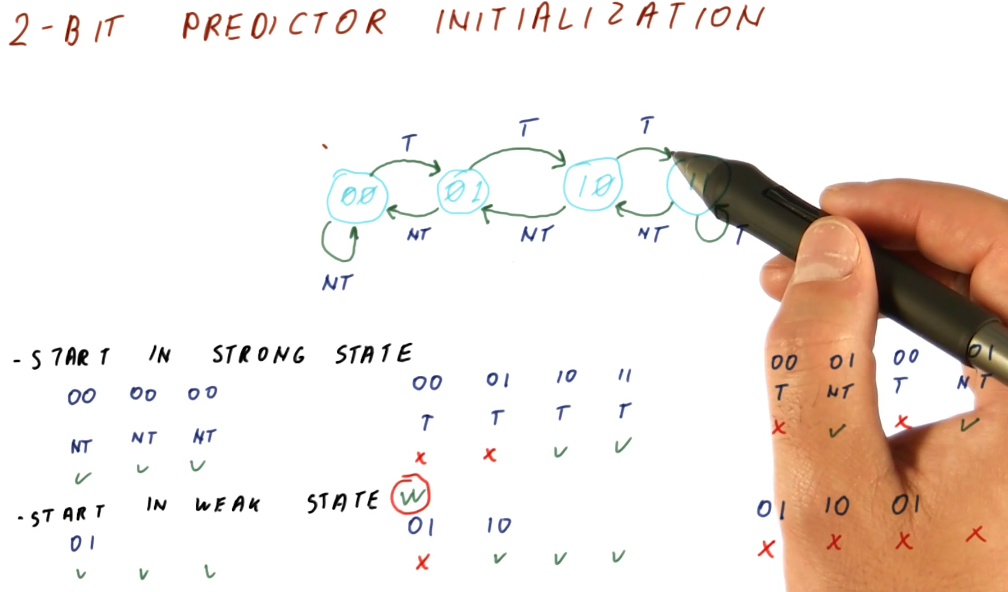 2-BIT PREDICTOR INITIALIZATION
T T T
00 01 10 11
NT NT NT T
NT
- START IN STRONG STATE
00 00 00 00 01 10 11 00 01 00 01
NT NT NT T T T T T NT T NT
✓ ✓ ✓ x x ✓ ✓ x ✓ x ✓
- START IN WEAK STATE W
01 01 10 01 10 01
✓ ✓ ✓ x ✓ ✓ ✓ x x x x